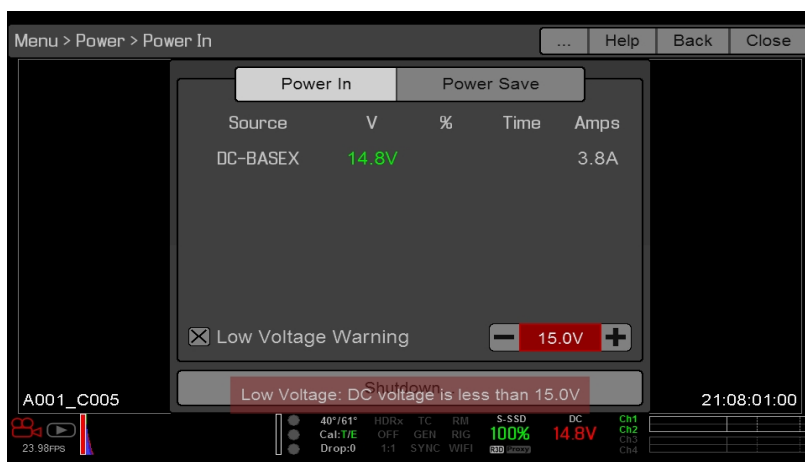 Menu > Power > Power In
... Help Back Close
Power In Power Save
Source V % Time Amps
DC-BASEX 14.8V 3.8A
Low Voltage Warning 15.0V
Shutdown
Low Voltage: DC voltage is less than 15.0V
A001_C005 21:08:01:00
40°/61° HDRx TC RM S-SSD DC Ch1
Cal:T/E OFF GEN RIG 100% 14.8V Ch2
Ch3
23.98FPS Drop:0 1:1 SYNC WIFI R3D Proxy Ch4